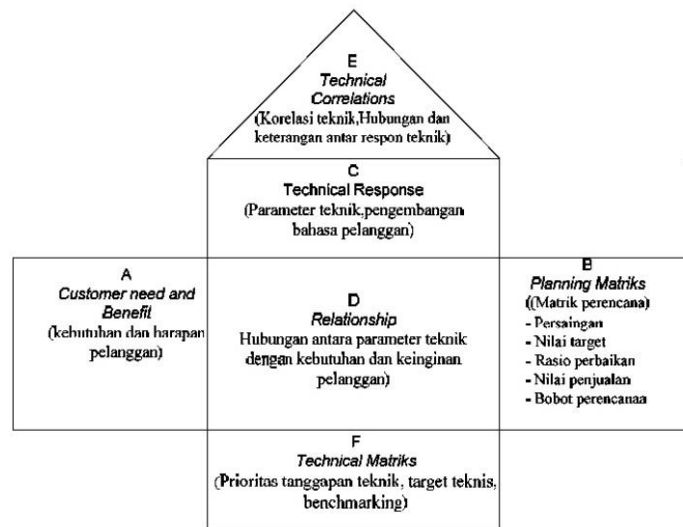 E
Technical
Correlations
(Korelasi teknik,Hubungan dan
keterangan antar respon teknik)
C
Technical Response
(Parameter teknik,pengembangan
bahasa pelanggan)
A
Customer need and
Benefit
(kebutuhan dan harapan
pelanggan)
D
Relationship
Hubungan antara parameter teknik
dengan kebutuhan dan keinginan
pelanggan)
B
Planning Matriks
((Matrik perencana)
- Persaingan
- Nilai target
- Rasio perbaikan
- Nilai penjualan
- Bobot perencanaa
F
Technical Matriks
(Prioritas tanggapan teknik, target teknis,
benchmarking)